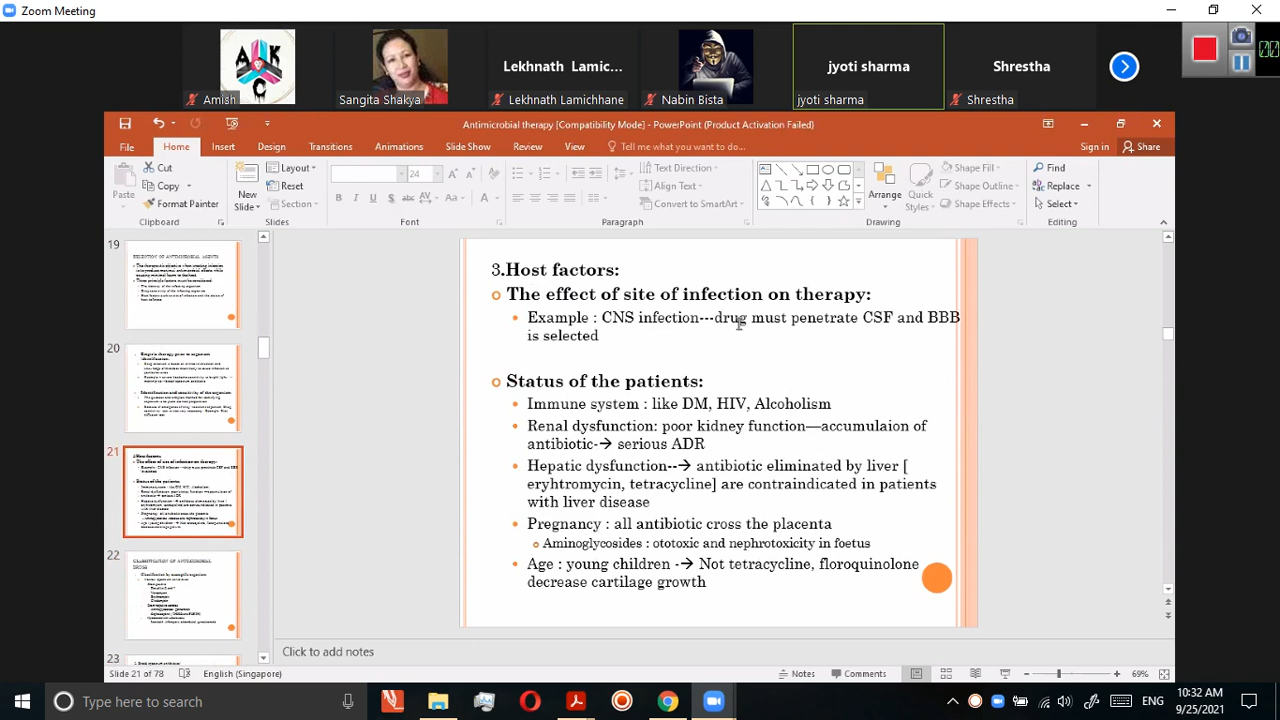 Zoom Meeting
Lekhnath Lamic...
jyoti sharma
Shrestha
Amish
Sangita Shakya
Lekhnath Lamichhane
Nabin Bista
jyoti sharma
Shrestha
Antimicrobial therapy [Compatibility Mode] - PowerPoint (Product Activation Failed)
File Home Insert Design Transitions Animations Slide Show Review View Tell me what you want to do... Sign in Share
Paste
Cut
Copy
Format Painter
Clipboard
New Slide
Layout
Reset
Section
Slides
24
Font
Text Direction
Align Text
Convert to SmartArt
Paragraph
Arrange
Quick Styles
Shape Fill
Shape Outline
Shape Effects
Drawing
Find
Replace
Select
Editing
19
20
21
22
23
3.Host factors:
The effect of site of infection on therapy:
Example : CNS infection---drug must penetrate CSF and BBB
is selected
Status of the patients:
Immune system : like DM, HIV, Alcoholism
Renal dysfunction: poor kidney function—accumulaion of
antibiotic-→ serious ADR
Hepatic dysfunction--→ antibiotic eliminated by liver [
eryhtromycin, tetracycline] are contraindicated in patients
with liver disease
Pregnancy : all antibiotic cross the placenta
Aminoglycosides : ototoxic and nephrotoxicity in foetus
Age : young children -→ Not tetracycline, floroquinolone
decrease cartilage growth
Click to add notes
Slide 21 of 78 English (Singapore) Notes Comments 69%
Type here to search
ENG
10:32 AM
9/25/2021